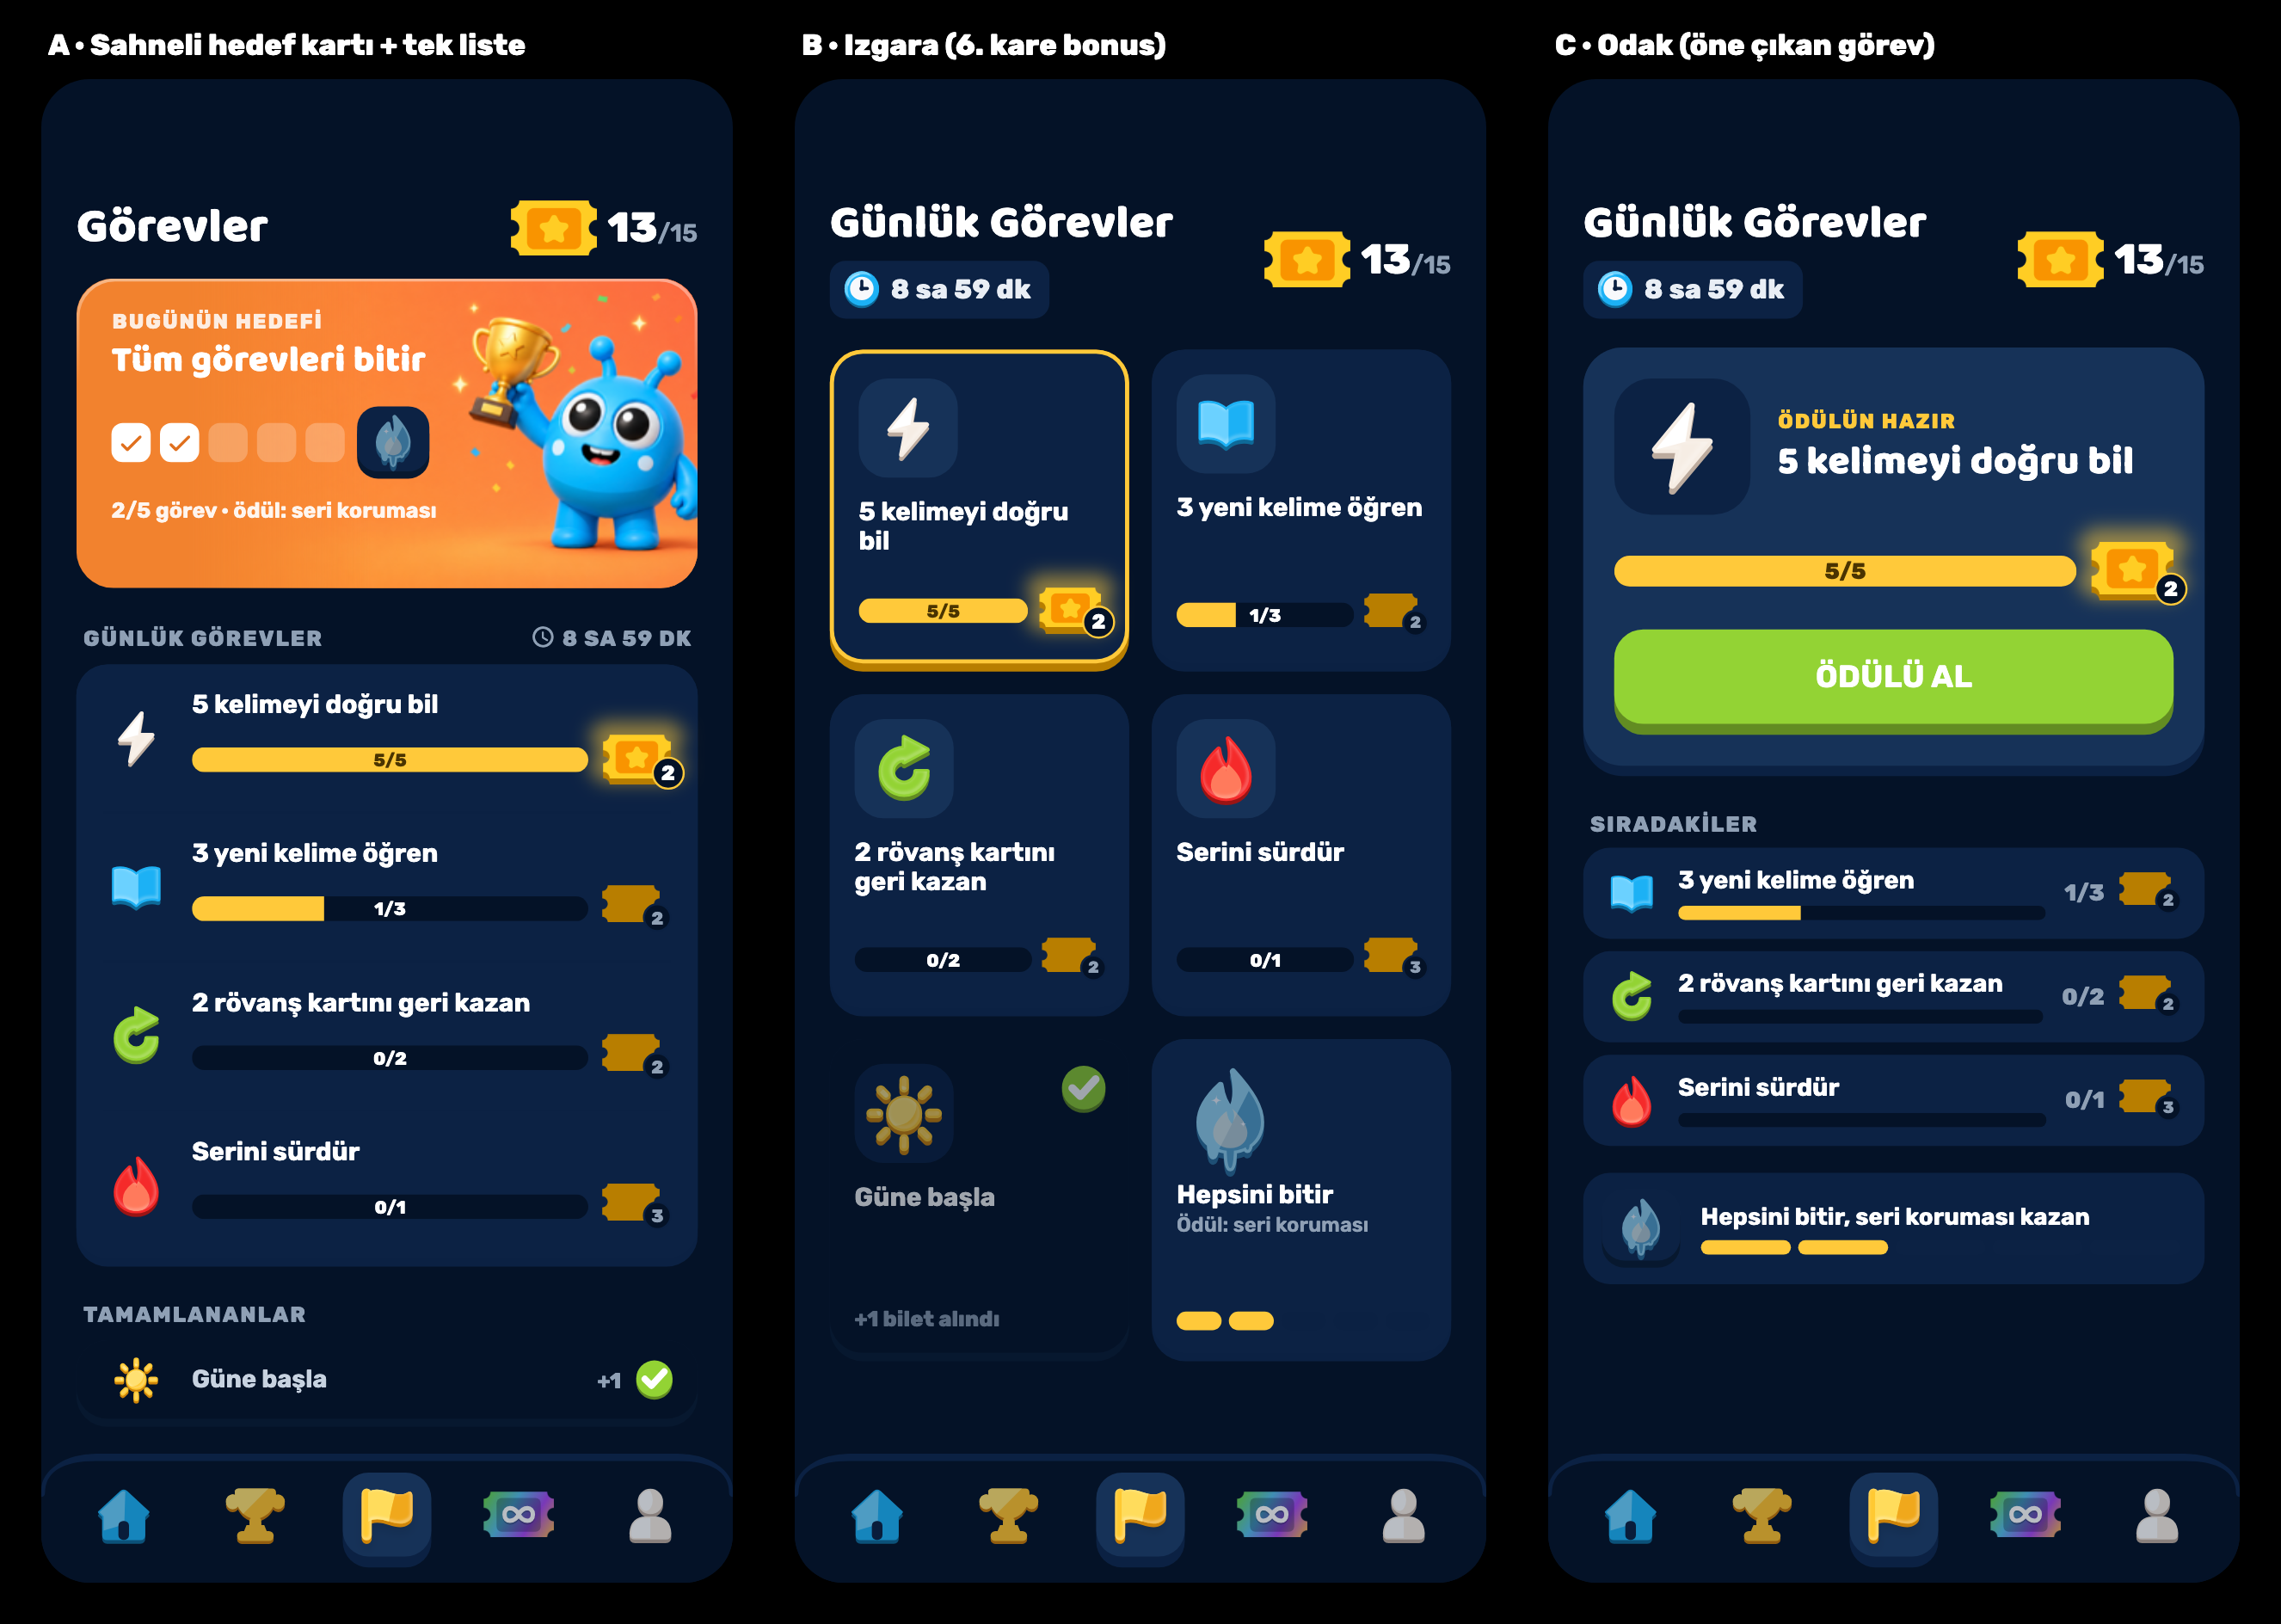 A • Sahneli hedef kartı + tek liste
Görevler
13/15
BUGÜNÜN HEDEFİ
Tüm görevleri bitir
2/5 görev • ödül: seri koruması
GÜNLÜK GÖREVLER
8 SA 59 DK
5 kelimeyi doğru bil
5/5
2
3 yeni kelime öğren
1/3
2
2 rövanş kartını geri kazan
0/2
2
Serini sürdür
0/1
3
TAMAMLANANLAR
Güne başla
+1
B • Izgara (6. kare bonus)
Günlük Görevler
8 sa 59 dk
13/15
5 kelimeyi doğru
bil
5/5
2
3 yeni kelime öğren
1/3
2
2 rövanş kartını
geri kazan
0/2
2
Serini sürdür
0/1
3
Güne başla
+1 bilet alındı
Hepsini bitir
Ödül: seri koruması
C • Odak (öne çıkan görev)
Günlük Görevler
8 sa 59 dk
13/15
ÖDÜLÜN HAZIR
5 kelimeyi doğru bil
5/5
2
ÖDÜLÜ AL
SIRADAKİLER
3 yeni kelime öğren
1/3
2
2 rövanş kartını geri kazan
0/2
2
Serini sürdür
0/1
3
Hepsini bitir, seri koruması kazan